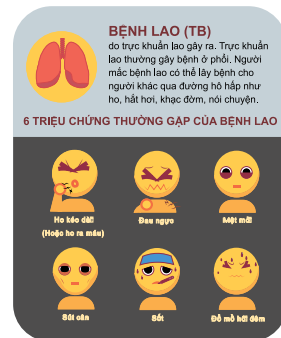 BỆNH LAO (TB)
do trực khuẩn lao gây ra. Trực khuẩn
lao thường gây bệnh ở phổi. Người
mắc bệnh lao có thể lây bệnh cho
người khác qua đường hô hấp như
ho, hắt hơi, khạc đờm, nói chuyện.
6 TRIỆU CHỨNG THƯỜNG GẶP CỦA BỆNH LAO
Ho kéo dài
(Hoặc ho ra máu)
Đau ngực
Mệt mỏi
Sút cân
Sốt
Đổ mồ hôi đêm